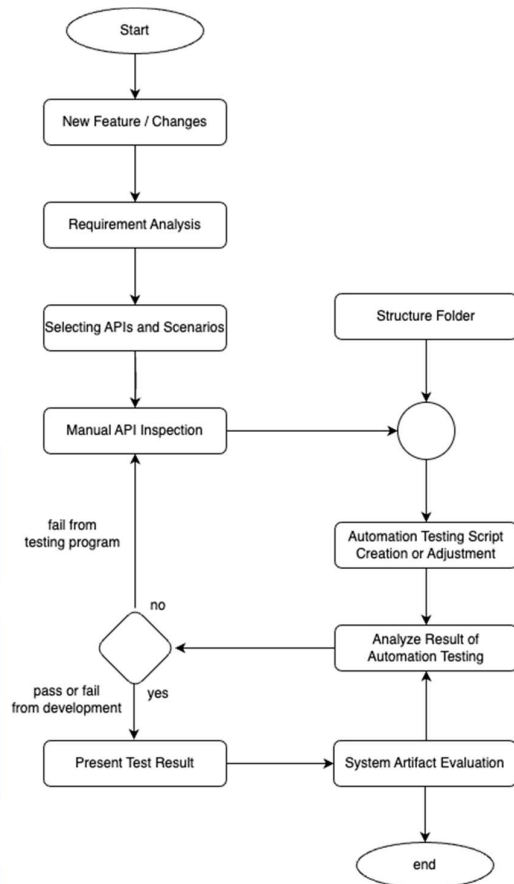 Start
New Feature / Changes
Requirement Analysis
Selecting APIs and Scenarios
Structure Folder
Manual API Inspection
fail from
testing program
Automation Testing Script
Creation or Adjustment
no
Analyze Result of
Automation Testing
pass or fail
from development
yes
Present Test Result
System Artifact Evaluation
end